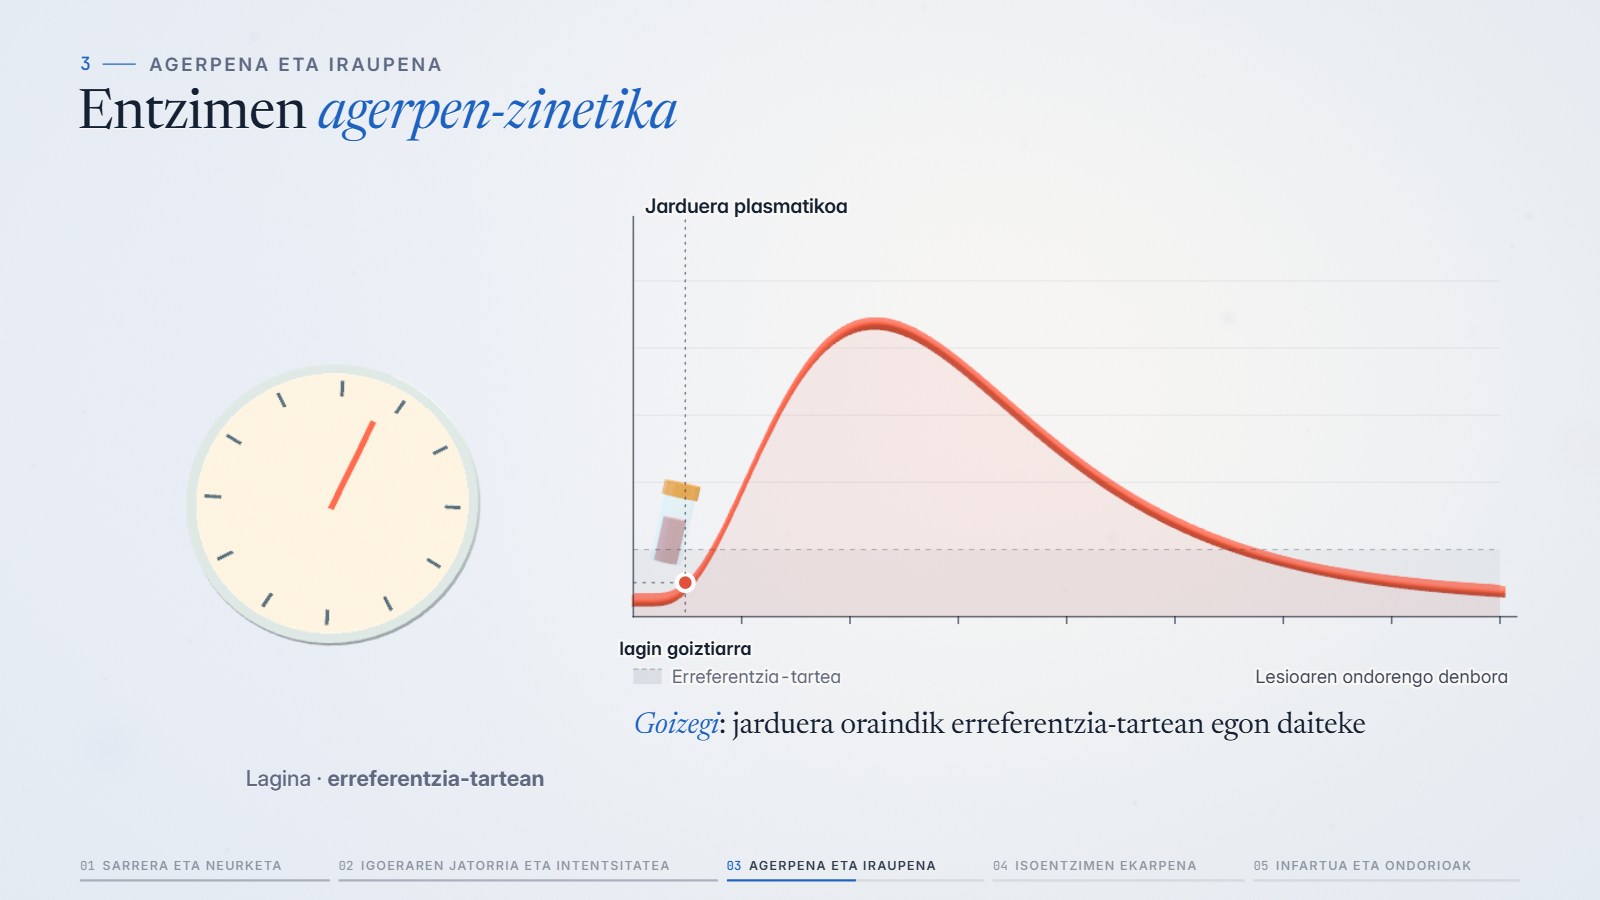 3 — AGERPENA ETA IRAUPENA
Entzimen agerpen-zinetika
Jarduera plasmatikoa
lagin goiztiarra
Erreferentzia-tartea
Lesioaren ondorengo denbora
Goizegi: jarduera oraindik erreferentzia-tartean egon daiteke
Lagina · erreferentzia-tartean
01 SARRERA ETA NEURKETA
02 IGOERAREN JATORRIA ETA INTENTSITATEA
03 AGERPENA ETA IRAUPENA
04 ISOENTZIMEN EKARPENA
05 INFARTUA ETA ONDORIOAK